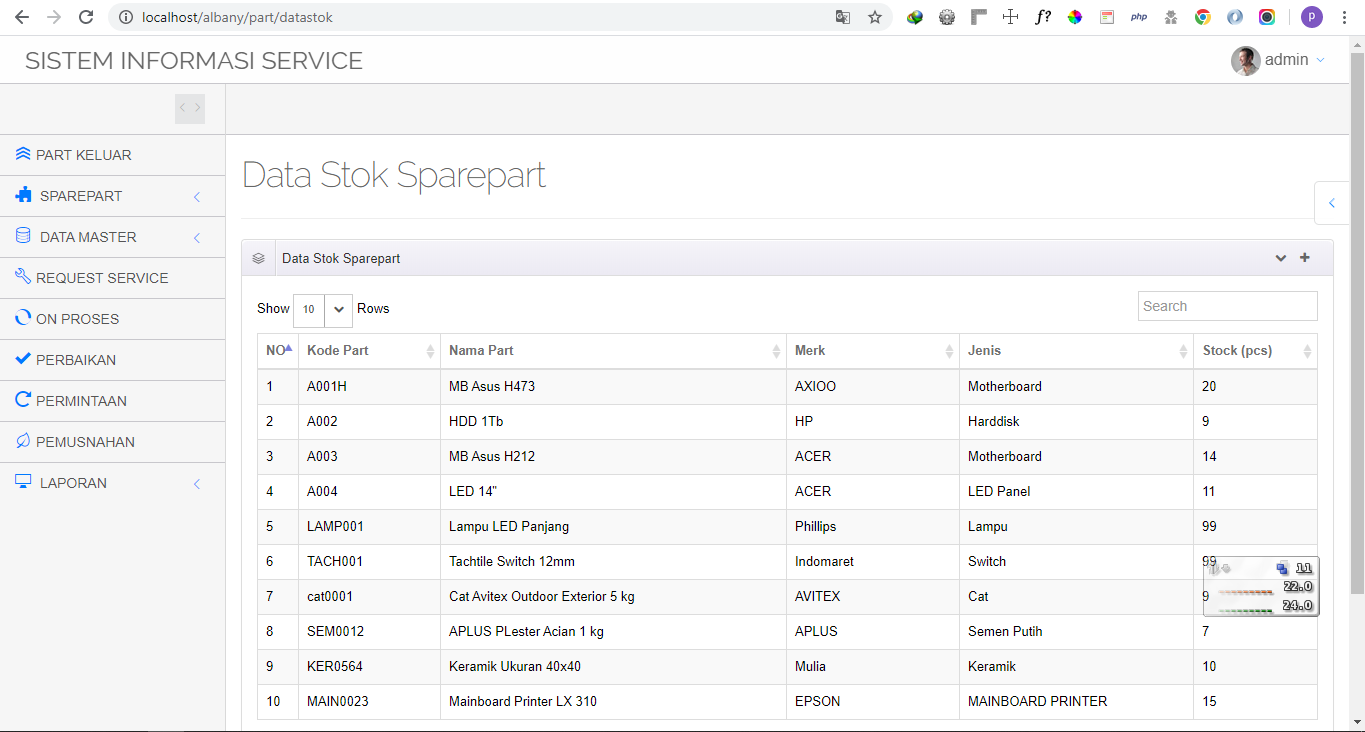 localhost/albany/part/datastok
f?
php
p
SISTEM INFORMASI SERVICE
admin
PART KELUAR
SPAREPART
DATA MASTER
REQUEST SERVICE
ON PROSES
PERBAIKAN
PERMINTAAN
PEMUSNAHAN
LAPORAN
Data Stok Sparepart
Data Stok Sparepart
Show 10 Rows Search
NO Kode Part Nama Part Merk Jenis Stock (pcs)
1 A001H MB Asus H473 AXIOO Motherboard 20
2 A002 HDD 1Tb HP Harddisk 9
3 A003 MB Asus H212 ACER Motherboard 14
4 A004 LED 14" ACER LED Panel 11
5 LAMP001 Lampu LED Panjang Phillips Lampu 99
6 TACH001 Tachtile Switch 12mm Indomaret Switch 99
7 cat0001 Cat Avitex Outdoor Exterior 5 kg AVITEX Cat 9
8 SEM0012 APLUS PLester Acian 1 kg APLUS Semen Putih 7
9 KER0564 Keramik Ukuran 40x40 Mulia Keramik 10
10 MAIN0023 Mainboard Printer LX 310 EPSON MAINBOARD PRINTER 15
11
22.0
24.0